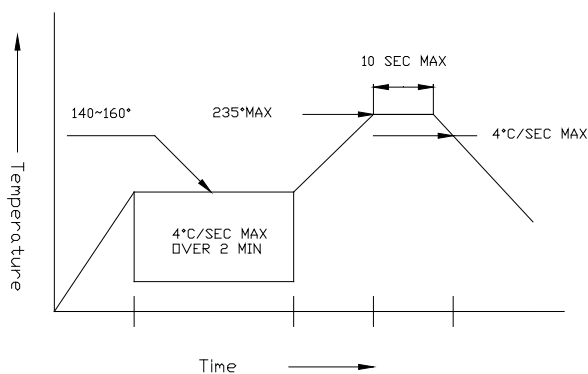 10 SEC MAX
140~160°
235°MAX
4°C/SEC MAX
4°C/SEC MAX
OVER 2 MIN
Temperature
Time